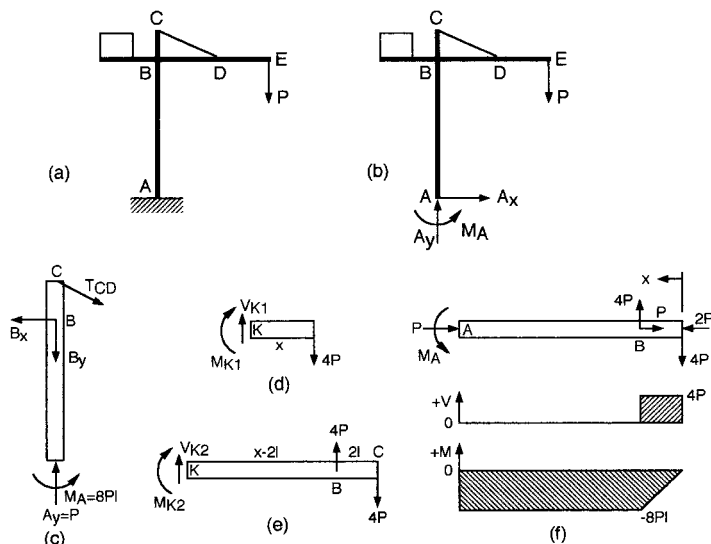 C
B
D
E
P
A
(a)
C
B
D
E
P
A
Ax
Ay
MA
(b)
C
TCD
Bx
B
By
MA=8Pl
Ay=P
(c)
VK1
K
x
MK1
4P
(d)
VK2
x-2l
4P
2l
C
K
MK2
B
4P
(e)
x
4P
P
P
A
2P
MA
B
4P
+V
4P
0
+M
0
-8Pl
(f)